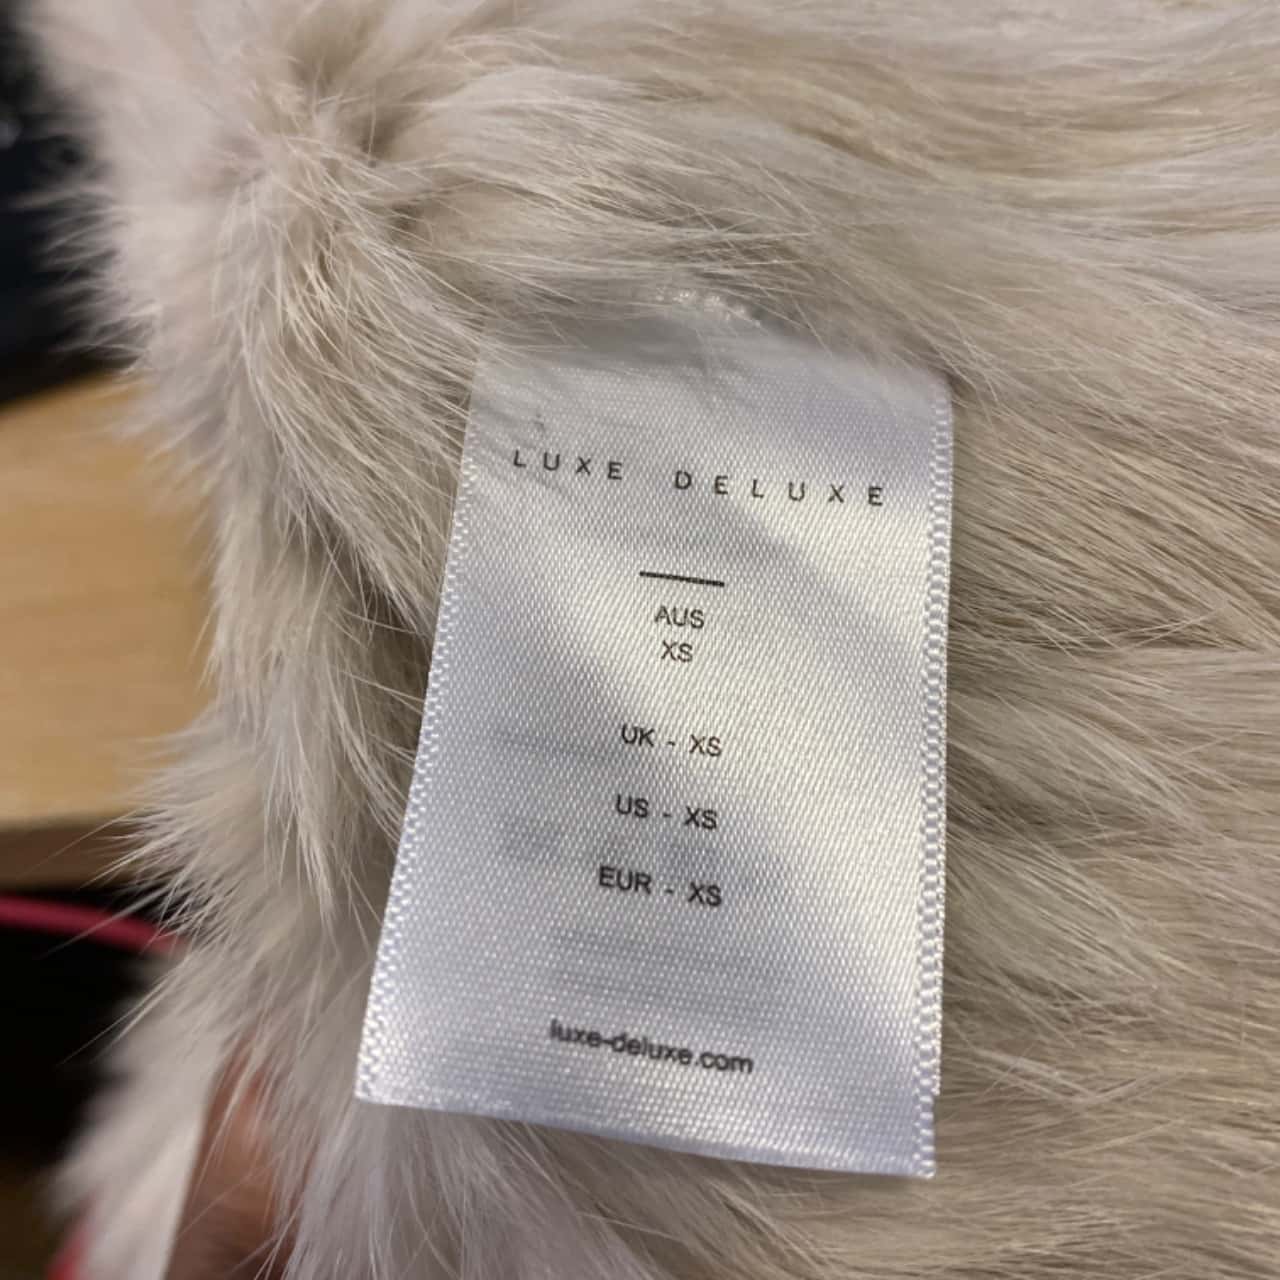 LUXE DELUXE
AUS
XS
UK - XS
US - XS
EUR - XS
luxe-deluxe.com